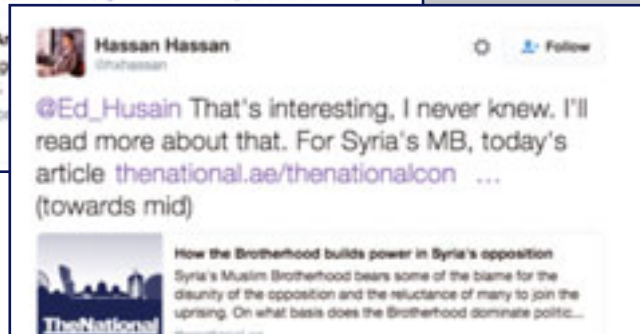 Hassan Hassan
@hxhassan
Follow
@Ed_Husain That's interesting, I never knew. I'll
read more about that. For Syria's MB, today's
article thenational.ae/thenationalcon ...
(towards mid)
How the Brotherhood builds power in Syria's opposition
Syria's Muslim Brotherhood bears some of the blame for the
disunity of the opposition and the reluctance of many to join the
uprising. On what basis does the Brotherhood dominate politic...
TheNational